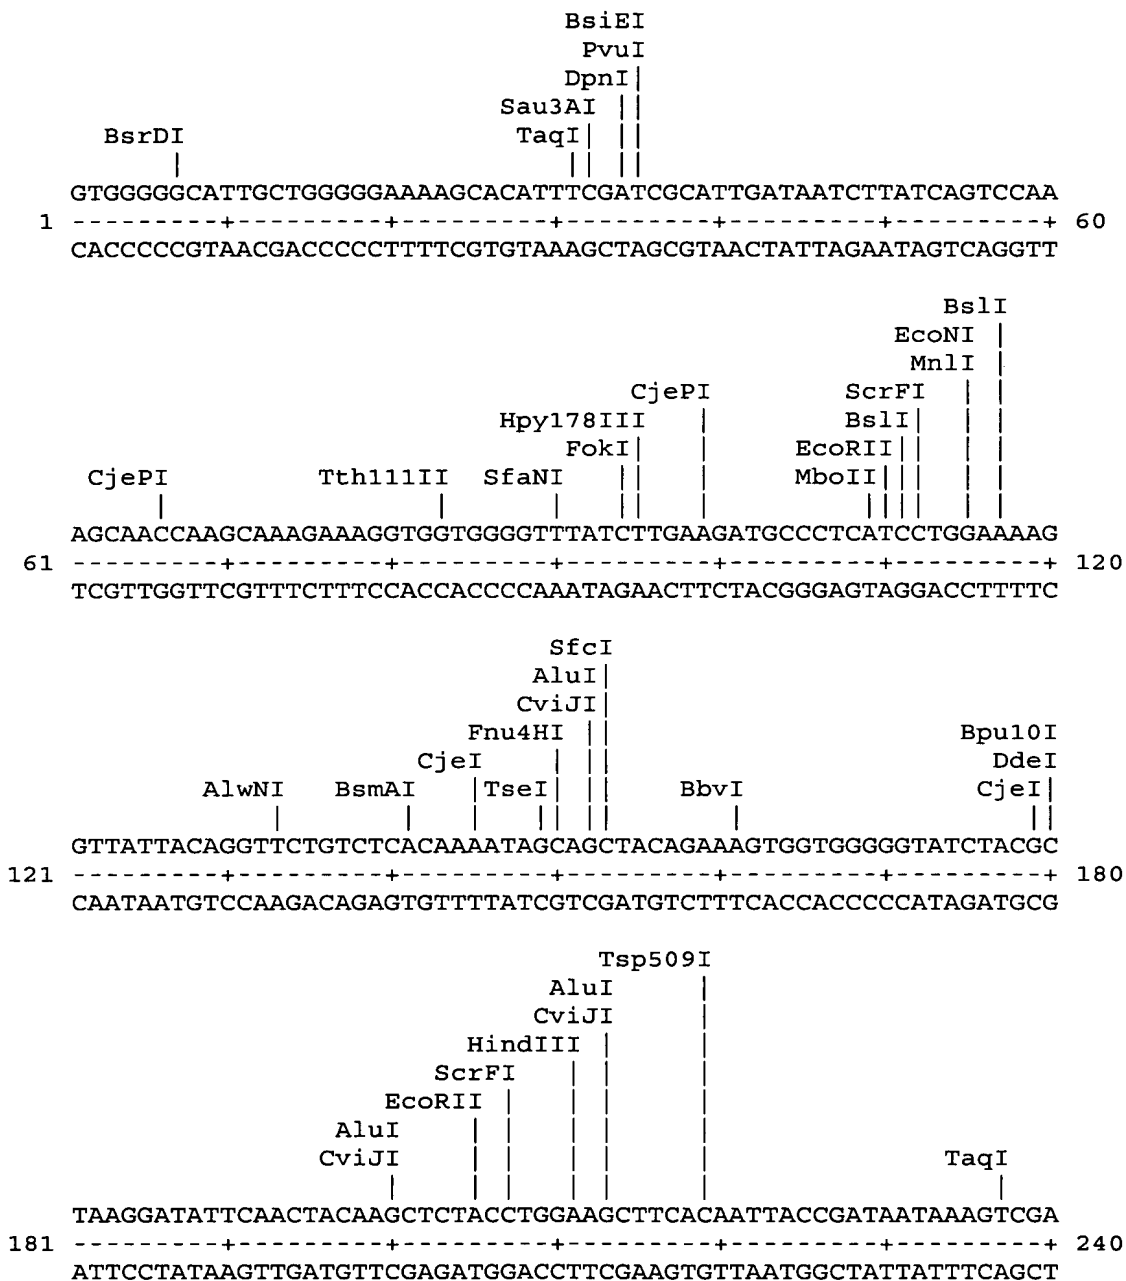 BsiEI
PvuI
DpnI
Sau3AI
BsrDI TaqI
GTGGGGGCATTGCTGGGGGAAAAGCACATTTCGATCGCATTGATAATCTTATCAGTCCAA
1 ---------+---------+---------+---------+---------+---------+ 60
CACCCCCGTAACGACCCCCTTTTCGTGTAAAGCTAGCGTAACTATTAGAATAGTCAGGTT
BslI
EcoNI
MnlI
CjePI ScrFI
Hpy178III BslI
FokI EcoRII
CjePI Tth111II SfaNI MboII
AGCAACCAAGCAAAGAAAGGTGGTGGGGTTTATCTTGAAGATGCCCTCATCCTGGAAAAG
61 ---------+---------+---------+---------+---------+---------+ 120
TCGTTGGTTCGTTTCTTTCCACCACCCCAAATAGAACTTCTACGGGAGTAGGACCTTTTC
SfcI
AluI
CviJI
Fnu4HI Bpu10I
CjeI DdeI
AlwNI BsmAI TseI BbvI CjeI
GTTATTACAGGTTCTGTCTCACAAAATAGCAGCTACAGAAAGTGGTGGGGGTATCTACGC
121 ---------+---------+---------+---------+---------+---------+ 180
CAATAATGTCCAAGACAGAGTGTTTTATCGTCGATGTCTTTCACCACCCCCATAGATGCG
Tsp509I
AluI
CviJI
HindIII
ScrFI
EcoRII
AluI
CviJI TaqI
TAAGGATATTCAACTACAAGCTCTACCTGGAAGCTTCACAATTACCGATAATAAAGTCGA
181 ---------+---------+---------+---------+---------+---------+ 240
ATTCCTATAAGTTGATGTTCGAGATGGACCTTCGAAGTGTTAATGGCTATTATTTCAGCT